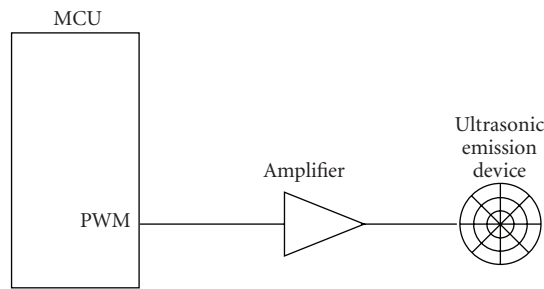 MCU
PWM
Amplifier
Ultrasonic
emission
device